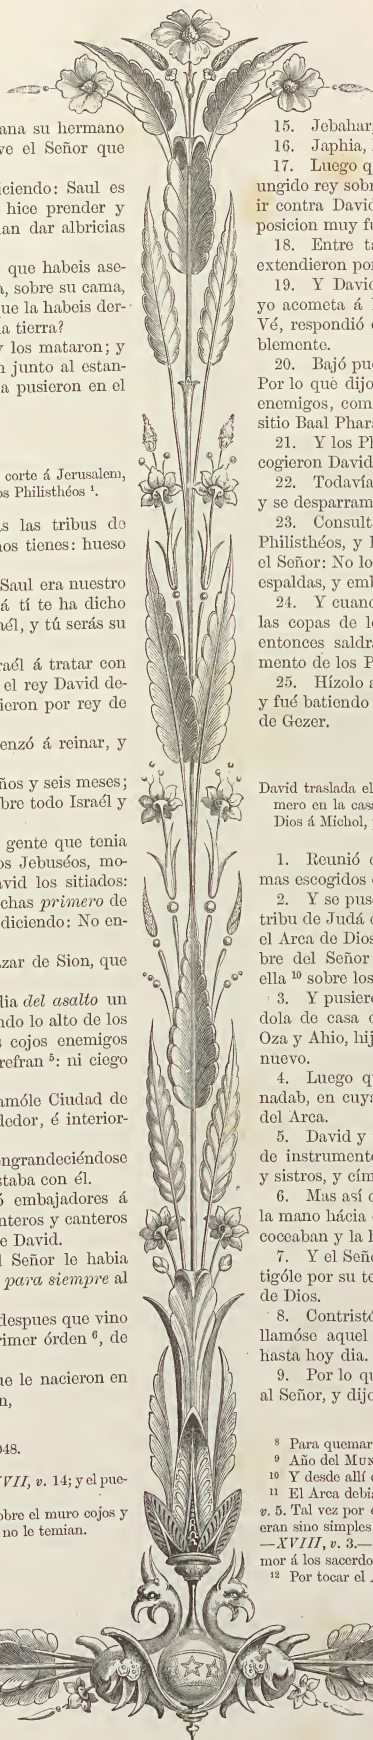 ana su hermano
ve el Señor que
iciendo: Saul es
hice prender y
an dar albricias
que habeis ase-
a, sobre su cama,
ue la habeis der-
a tierra?
y los mataron; y
n junto al estan-
a pusieron en el
corte á Jerusalem,
os Philisthéos ¹.
as las tribus de
nos tienes: hueso
Saul era nuestro
á tí te ha dicho
aél, y tú serás su
raél á tratar con
el rey David de-
ieron por rey de
enzó á reinar, y
ños y seis meses;
bre todo Israél y
gente que tenia
os Jebuséos, mo-
avid los sitiados:
chas primero de
diciendo: No en-
zar de Sion, que
dia del asalto un
ndo lo alto de los
s cojos enemigos
refran ⁵: ni ciego
amóle Ciudad de
dedor, é interior-
engrandeciéndose
staba con él.
ó embajadores á
nteros y canteros
e David.
l Señor le habia
para siempre al
despues que vino
rimer órden ⁶, de
ue le nacieron en
n,
048.
VII, v. 14; y el pue-
obre el muro cojos y
no le temian.
15. Jebahar,
16. Japhia,
17. Luego q
ungido rey sobr
ir contra David
posicion muy fu
18. Entre ta
extendieron por
19. Y David
yo acometa á
Vé, respondió e
blemente.
20. Bajó pue
Por lo que dijo
enemigos, com
sitio Baal Phara
21. Y los Ph
cogieron David
22. Todavía
y se desparram
23. Consult
Philisthéos, y
el Señor: No lo
espaldas, y emb
24. Y cuand
las copas de l
entonces saldr
mento de los P
25. Hízolo a
y fué batiendo
de Gezer.
David traslada el
mero en la casa
Dios á Michol,
1. Reunió d
mas escogidos
2. Y se puso
tribu de Judá
el Arca de Dios
bre del Señor
ella ¹⁰ sobre los
3. Y pusiero
dola de casa d
Oza y Ahio, hij
nuevo.
4. Luego q
nadab, en cuya
del Arca.
5. David y
de instrumento
y sistros, y cím
6. Mas así q
la mano hácia
coceaban y la
7. Y el Seño
tigóle por su te
de Dios.
8. Contristó
llamóse aquel
hasta hoy dia.
9. Por lo qu
al Señor, y dijo
⁸ Para quemar
⁹ Año del Mun
¹⁰ Y desde allí
¹¹ El Arca debia
v. 5. Tal vez por
eran sino simples
—XVIII, v. 3.—
mor á los sacerdo
¹² Por tocar el